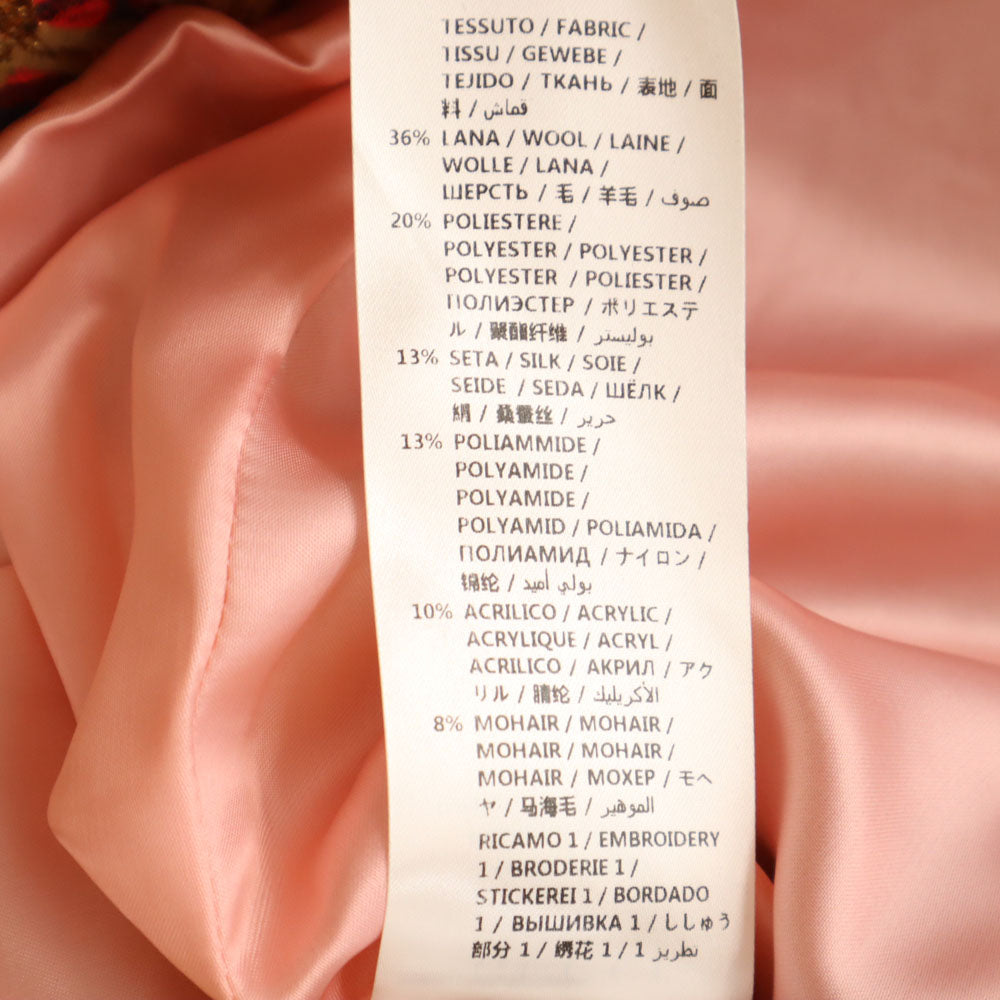 TESSUTO / FABRIC /
TISSU / GEWEBE /
TEJIDO / ТКАНЬ / 表地 / 面
料 / قماش
36% LANA / WOOL / LAINE /
WOLLE / LANA /
ШЕРСТЬ / 毛 / 羊毛 / صوف
20% POLIESTERE /
POLYESTER / POLYESTER /
POLYESTER / POLIESTER /
ПОЛИЭСТЕР / ポリエステ
ル / 聚酯纤维 / بوليستر
13% SETA / SILK / SOIE /
SEIDE / SEDA / ШЁЛК /
絹 / 桑蚕丝 / حرير
13% POLIAMMIDE /
POLYAMIDE /
POLYAMIDE /
POLYAMID / POLIAMIDA /
ПОЛИАМИД / ナイロン /
锦纶 / بولي أميد
10% ACRILICO / ACRYLIC /
ACRYLIQUE / ACRYL /
ACRILICO / АКРИЛ / アク
リル / 腈纶 / الأكريليك
8% MOHAIR / MOHAIR /
MOHAIR / MOHAIR /
MOHAIR / МОХЕР / モヘ
ヤ / 马海毛 / الموهير
RICAMO 1 / EMBROIDERY
1 / BRODERIE 1 /
STICKEREI 1 / BORDADO
1 / ВЫШИВКА 1 / ししゅう
部分 1 / 绣花 1 / 1 تطريز